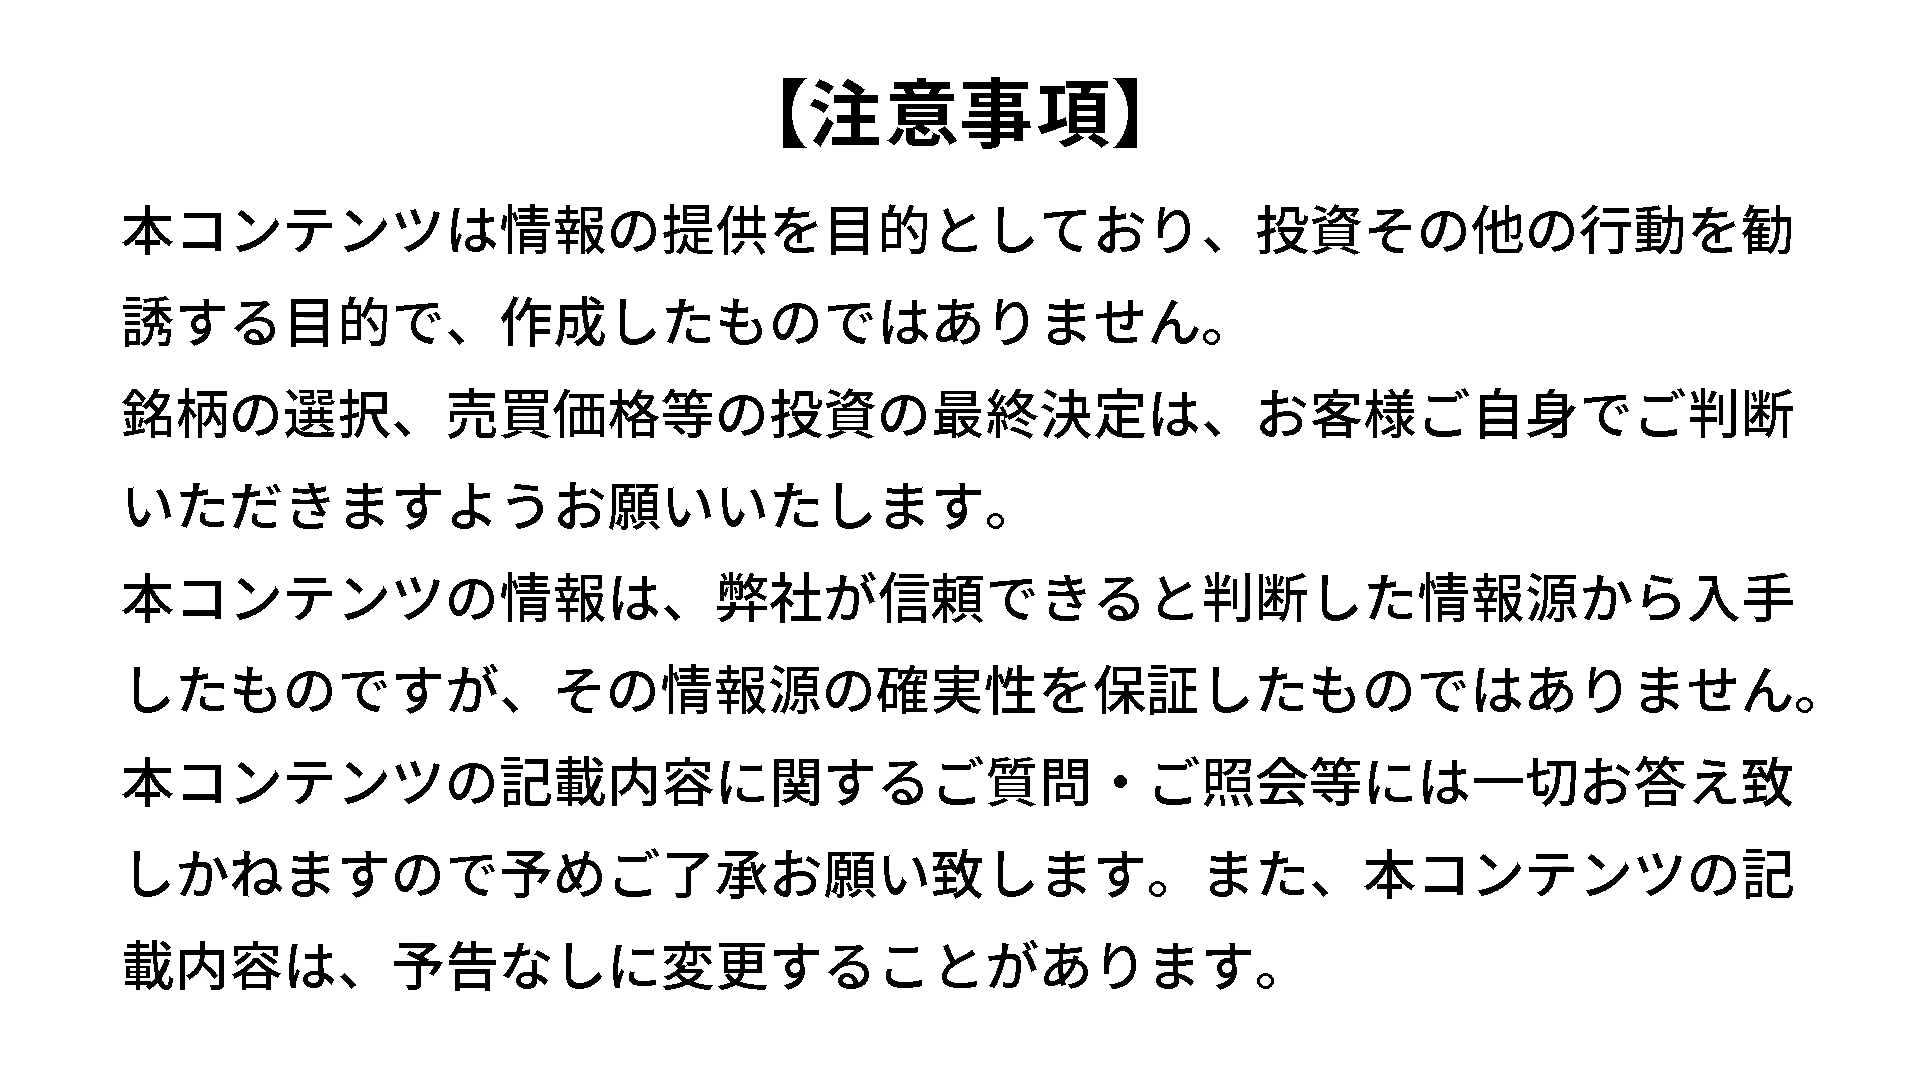 【注意事項】
本コンテンツは情報の提供を目的としており、投資その他の行動を勧
誘する目的で、作成したものではありません。
銘柄の選択、売買価格等の投資の最終決定は、お客様ご自身でご判断
いただきますようお願いいたします。
本コンテンツの情報は、弊社が信頼できると判断した情報源から入手
したものですが、その情報源の確実性を保証したものではありません。
本コンテンツの記載内容に関するご質問・ご照会等には一切お答え致
しかねますので予めご了承お願い致します。また、本コンテンツの記
載内容は、予告なしに変更することがあります。